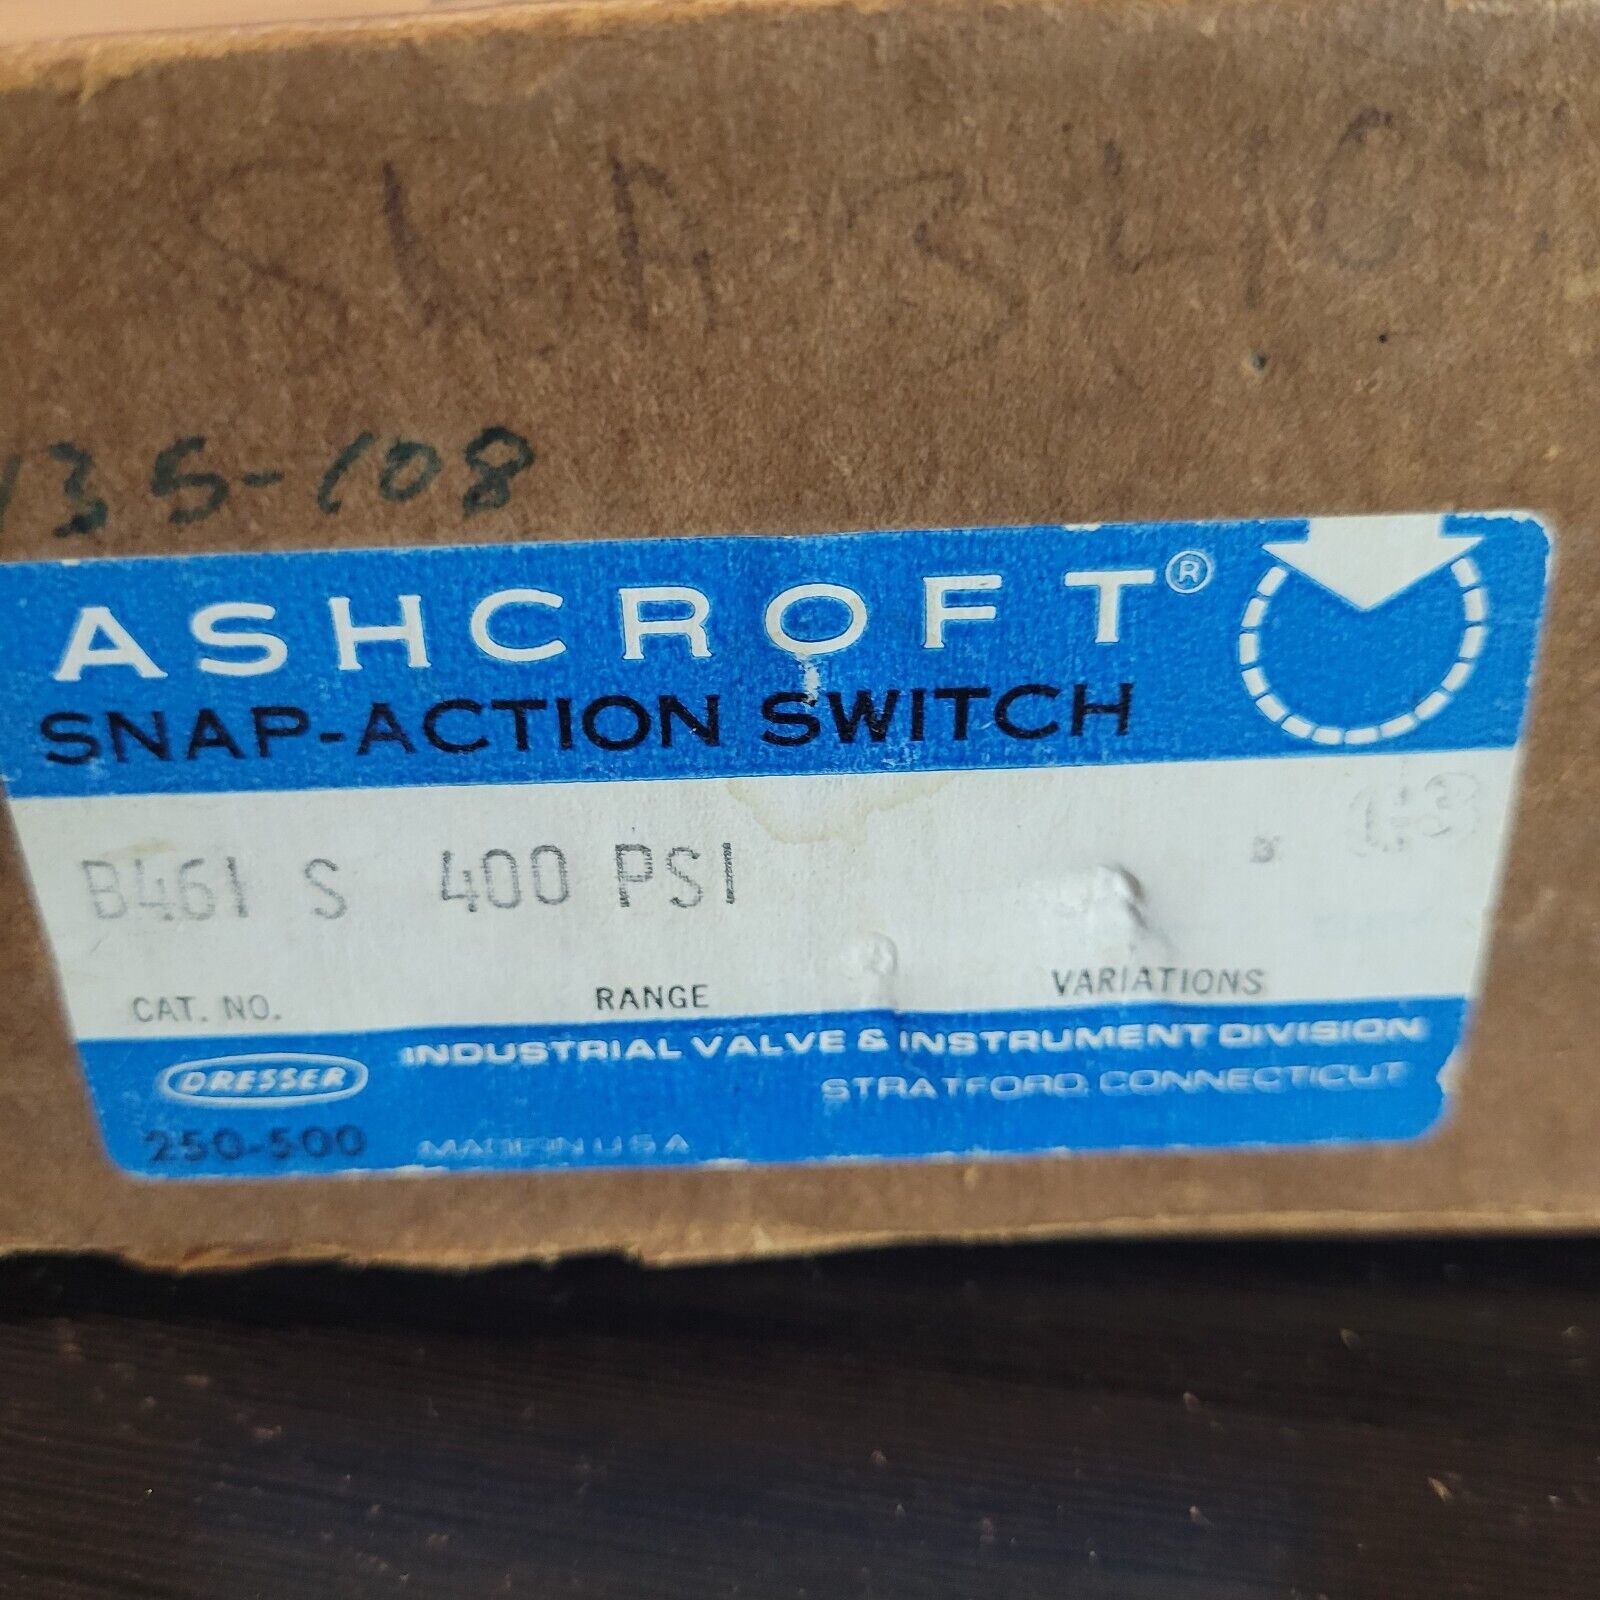 SLAB407
135-108
ASHCROFT®
SNAP-ACTION SWITCH
B461 S 400 PSI
CAT. NO. RANGE VARIATIONS
DRESSER INDUSTRIAL VALVE & INSTRUMENT DIVISION
STRATFORD, CONNECTICUT
250-500 MADE IN U S A